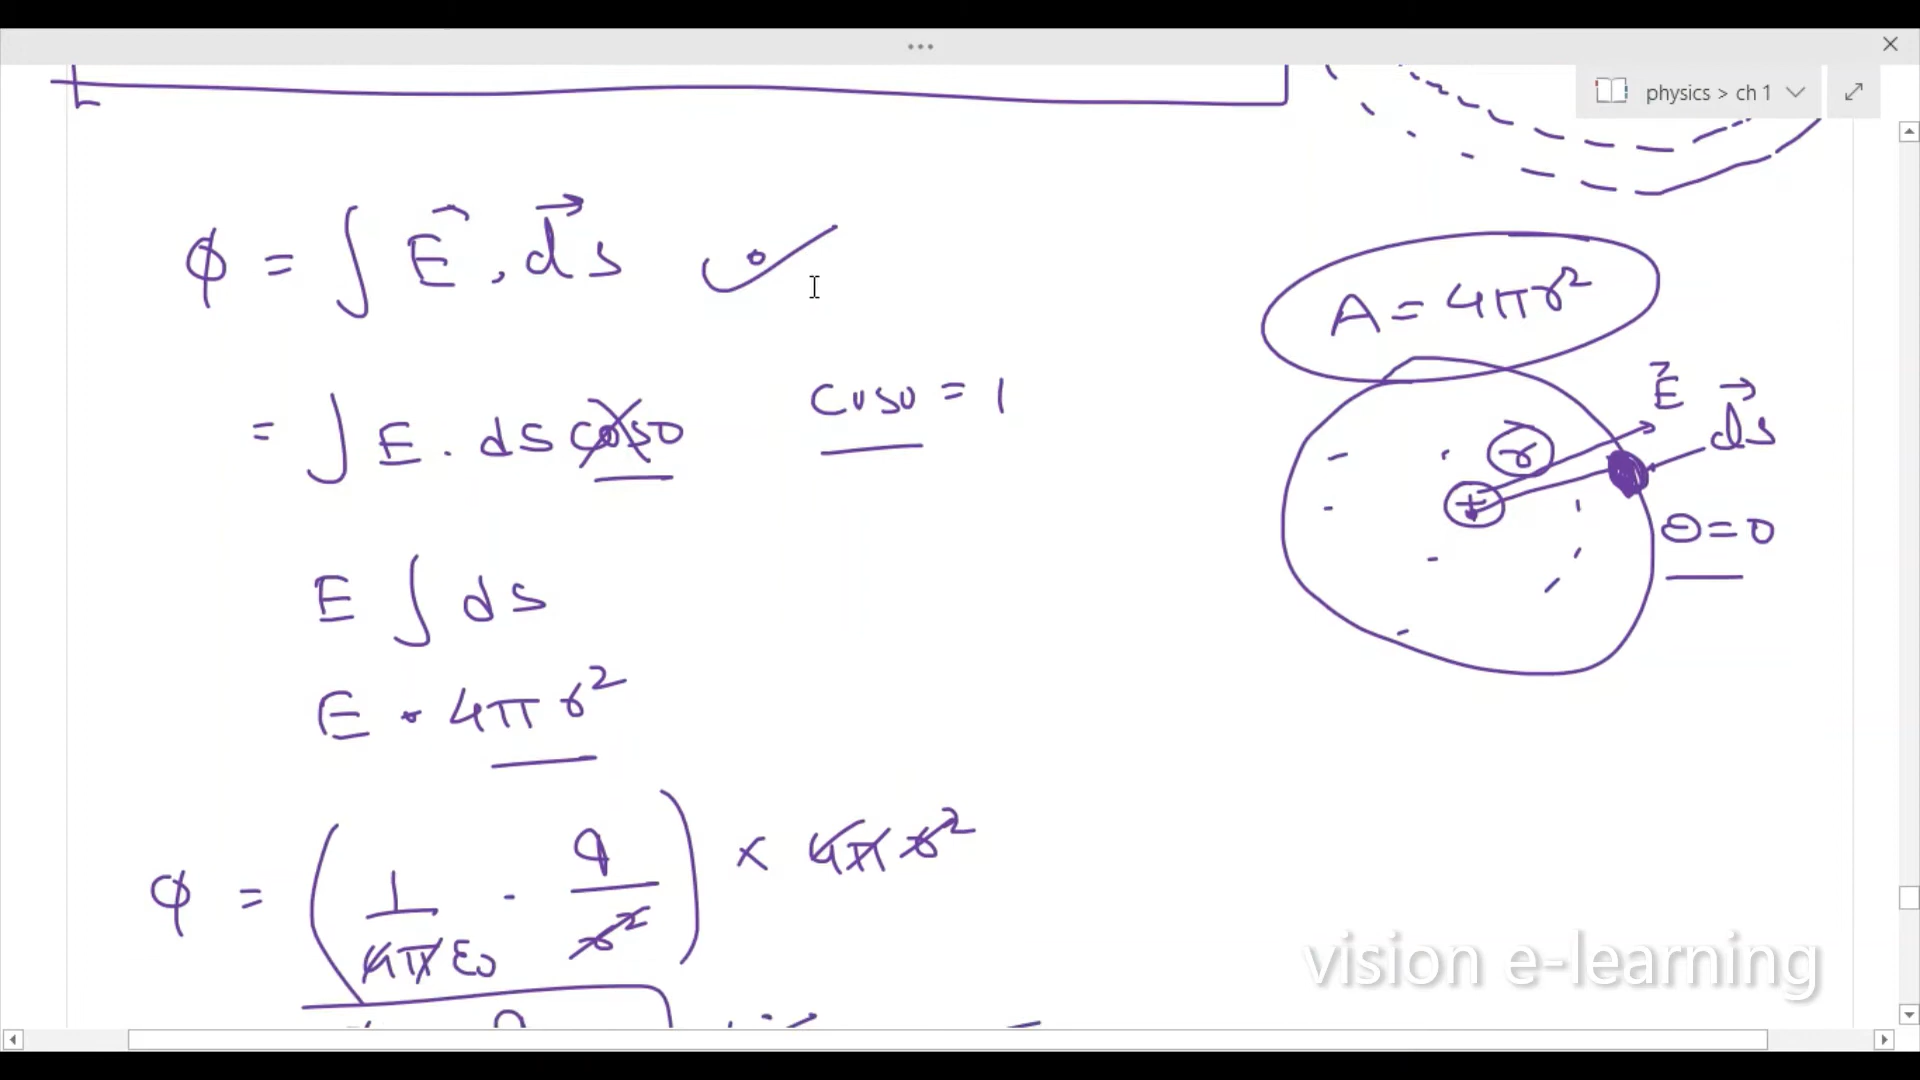 physics > ch 1
ϕ = ∫ E⃗ . d⃗s
A = 4πr²
= ∫ E . ds cos0
cos0 = 1
E⃗
d⃗s
r
+
θ = 0
E ∫ ds
E · 4πr²
ϕ = ( 1/4πε₀ · q/r² ) × 4πr²
vision e-learning